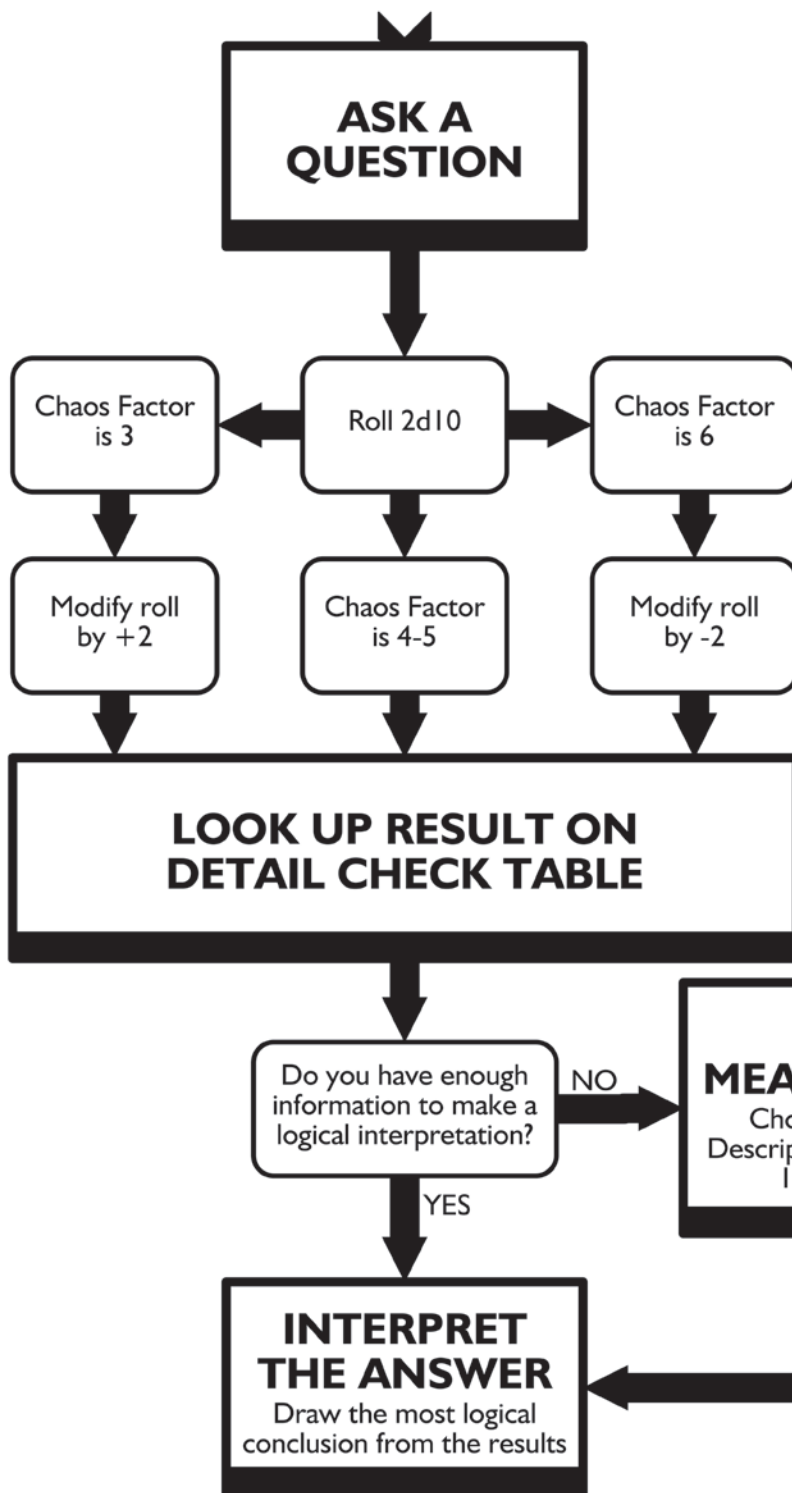 ASK A
QUESTION
Chaos Factor
is 3
Roll 2d10
Chaos Factor
is 6
Modify roll
by +2
Chaos Factor
is 4-5
Modify roll
by -2
LOOK UP RESULT ON
DETAIL CHECK TABLE
Do you have enough
information to make a
logical interpretation?
NO
YES
INTERPRET
THE ANSWER
Draw the most logical
conclusion from the results